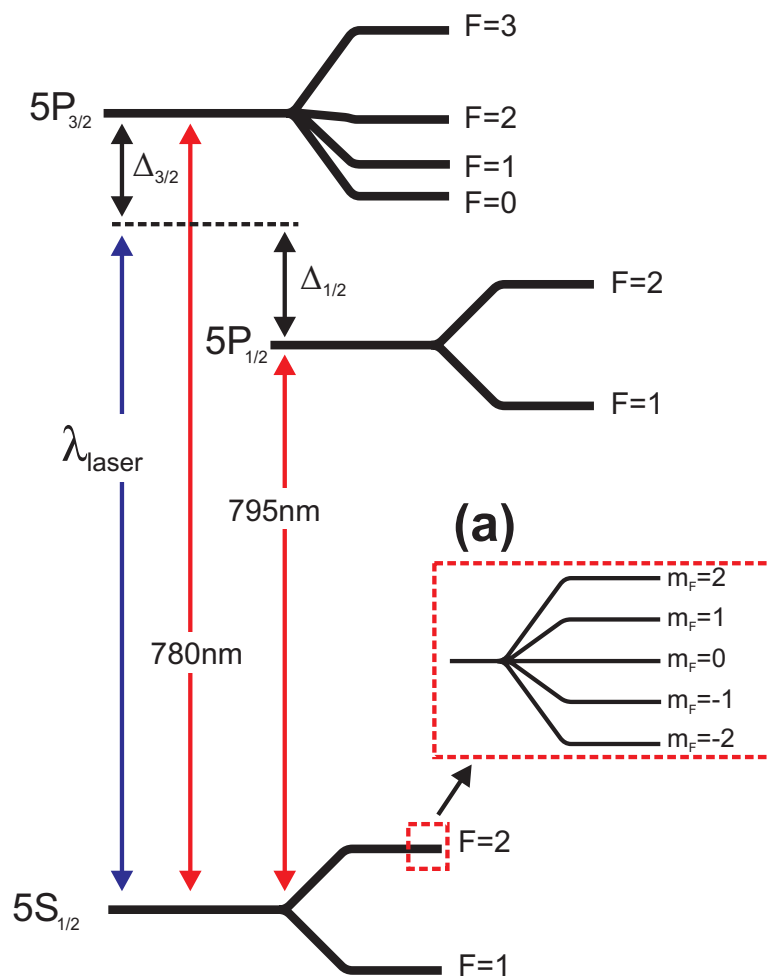 F=3
5P3/2
F=2
F=1
F=0
Δ3/2
Δ1/2
F=2
5P1/2
F=1
λlaser
795nm
(a)
mF=2
mF=1
780nm
mF=0
mF=-1
mF=-2
F=2
5S1/2
F=1